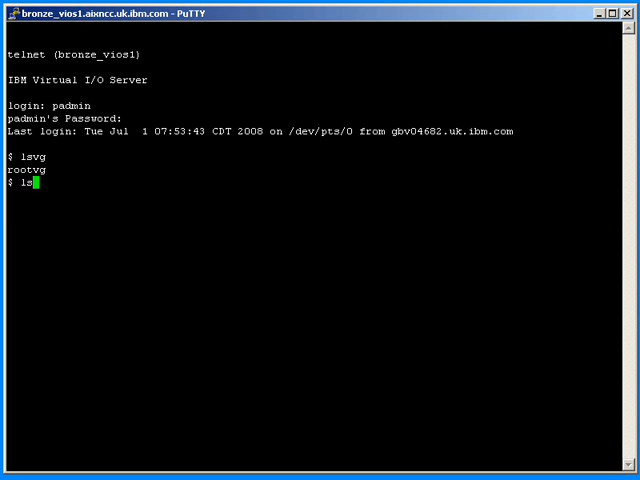 bronze_vios1.aixncc.uk.ibm.com - PuTTY
telnet (bronze_vios1)
IBM Virtual I/O Server
login: padmin
padmin's Password:
Last login: Tue Jul  1 07:53:43 CDT 2008 on /dev/pts/0 from gbv04682.uk.ibm.com
$ lsvg
rootvg
$ ls